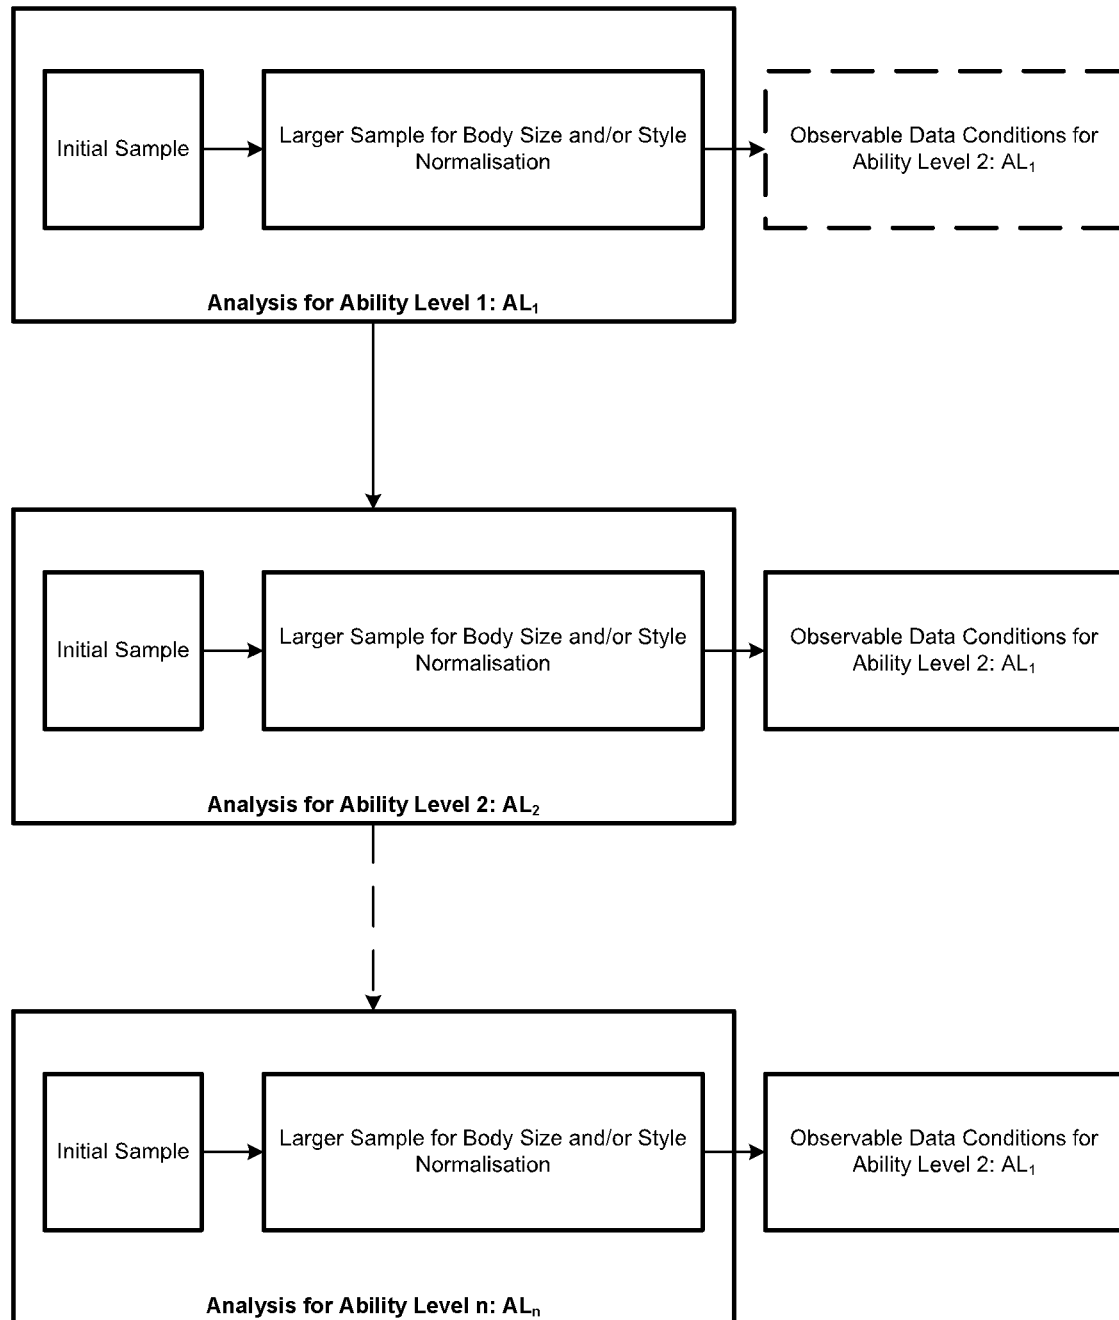 Initial Sample
Larger Sample for Body Size and/or Style
Normalisation
Observable Data Conditions for
Ability Level 2: AL₁
Analysis for Ability Level 1: AL₁
Initial Sample
Larger Sample for Body Size and/or Style
Normalisation
Observable Data Conditions for
Ability Level 2: AL₁
Analysis for Ability Level 2: AL₂
Initial Sample
Larger Sample for Body Size and/or Style
Normalisation
Observable Data Conditions for
Ability Level 2: AL₁
Analysis for Ability Level n: ALₙ